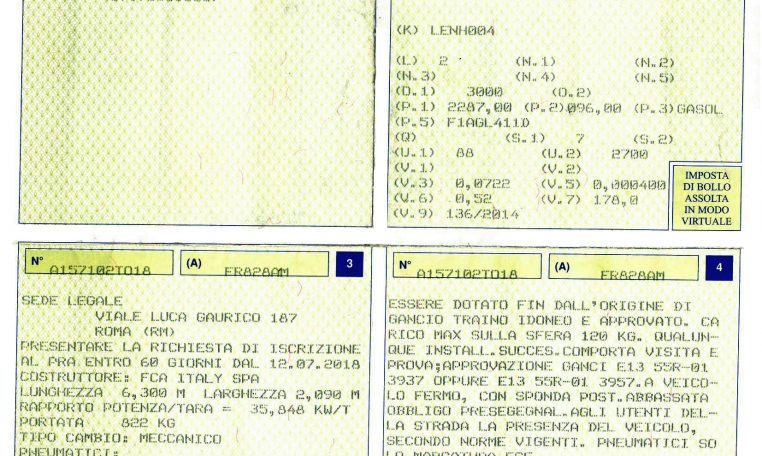 (K) LENH004
(L) 2 (N.1) (N.2)
(N.3) (N.4) (N.5)
(O.1) 3000 (O.2)
(P.1) 2287,00 (P.2)096,00 (P.3)GASOL
(P.5) F1AGL411D
(Q) (S.1) 7 (S.2)
(U.1) 88 (U.2) 2700
(V.1) (V.2)
(V.3) 0,0722 (V.5) 0,000400
(V.6) 0,52 (V.7) 178,0
(V.9) 136/2014
IMPOSTA
DI BOLLO
ASSOLTA
IN MODO
VIRTUALE
N° A157102TO18 (A) FR828AM 3
SEDE LEGALE
VIALE LUCA GAURICO 187
ROMA (RM)
PRESENTARE LA RICHIESTA DI ISCRIZIONE
AL PRA ENTRO 60 GIORNI DAL 12.07.2018
COSTRUTTORE: FCA ITALY SPA
LUNGHEZZA 6,300 M LARGHEZZA 2,090 M
RAPPORTO POTENZA/TARA = 35,848 KW/T
PORTATA 822 KG
TIPO CAMBIO: MECCANICO
PNEUMATICI:
N° A157102TO18 (A) FR828AM 4
ESSERE DOTATO FIN DALL'ORIGINE DI
GANCIO TRAINO IDONEO E APPROVATO. CA
RICO MAX SULLA SFERA 120 KG. QUALUN-
QUE INSTALL.SUCCES.COMPORTA VISITA E
PROVA;APPROVAZIONE GANCI E13 55R-01
3937 OPPURE E13 55R-01 3957.A VEICO-
LO FERMO, CON SPONDA POST.ABBASSATA
OBBLIGO PRESEGEGNAL.AGLI UTENTI DEL-
LA STRADA LA PRESENZA DEL VEICOLO,
SECONDO NORME VIGENTI. PNEUMATICI SO
LO MARCATURA ECE